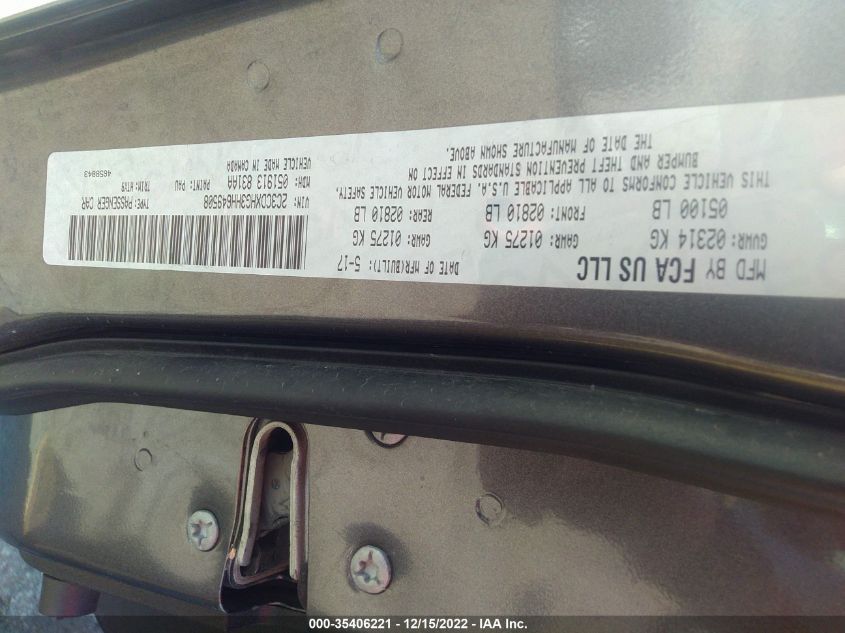 MFD BY FCA US LLC
DATE OF MFR(BUILT): 5-17
GVWR: 02314 KG
GAWR: 01275 KG
GAWR: 01275 KG
05100 LB
FRONT: 02810 LB
REAR: 02810 LB
THIS VEHICLE CONFORMS TO ALL APPLICABLE U.S.A. FEDERAL MOTOR VEHICLE SAFETY,
BUMPER AND THEFT PREVENTION STANDARDS IN EFFECT ON
THE DATE OF MANUFACTURE SHOWN ABOVE.
VIN: 2C3CDXHG3HH649508
TYPE: PASSENGER CAR
MDH: 051913 831AA
PAINT: PAU
TRIM: MTX9
VEHICLE MADE IN CANADA
4658843
000-35406221 - 12/15/2022 - IAA Inc.